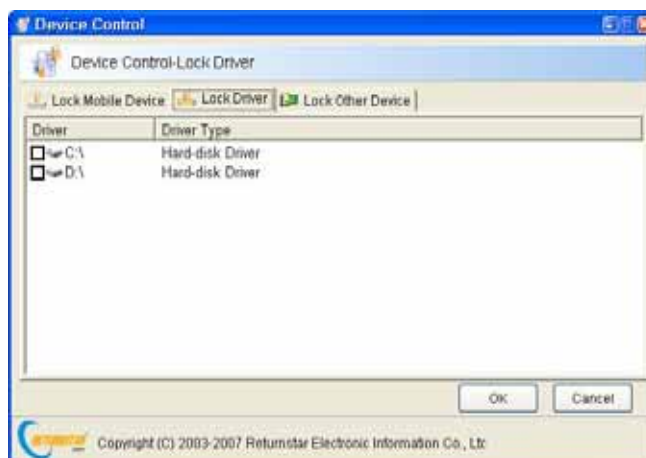 Device Control
Device Control-Lock Driver
Lock Mobile Device Lock Driver Lock Other Device
Driver Driver Type
C:\ Hard-disk Driver
D:\ Hard-disk Driver
OK Cancel
Copyright (C) 2003-2007 Returnstar Electronic Information Co., Ltc